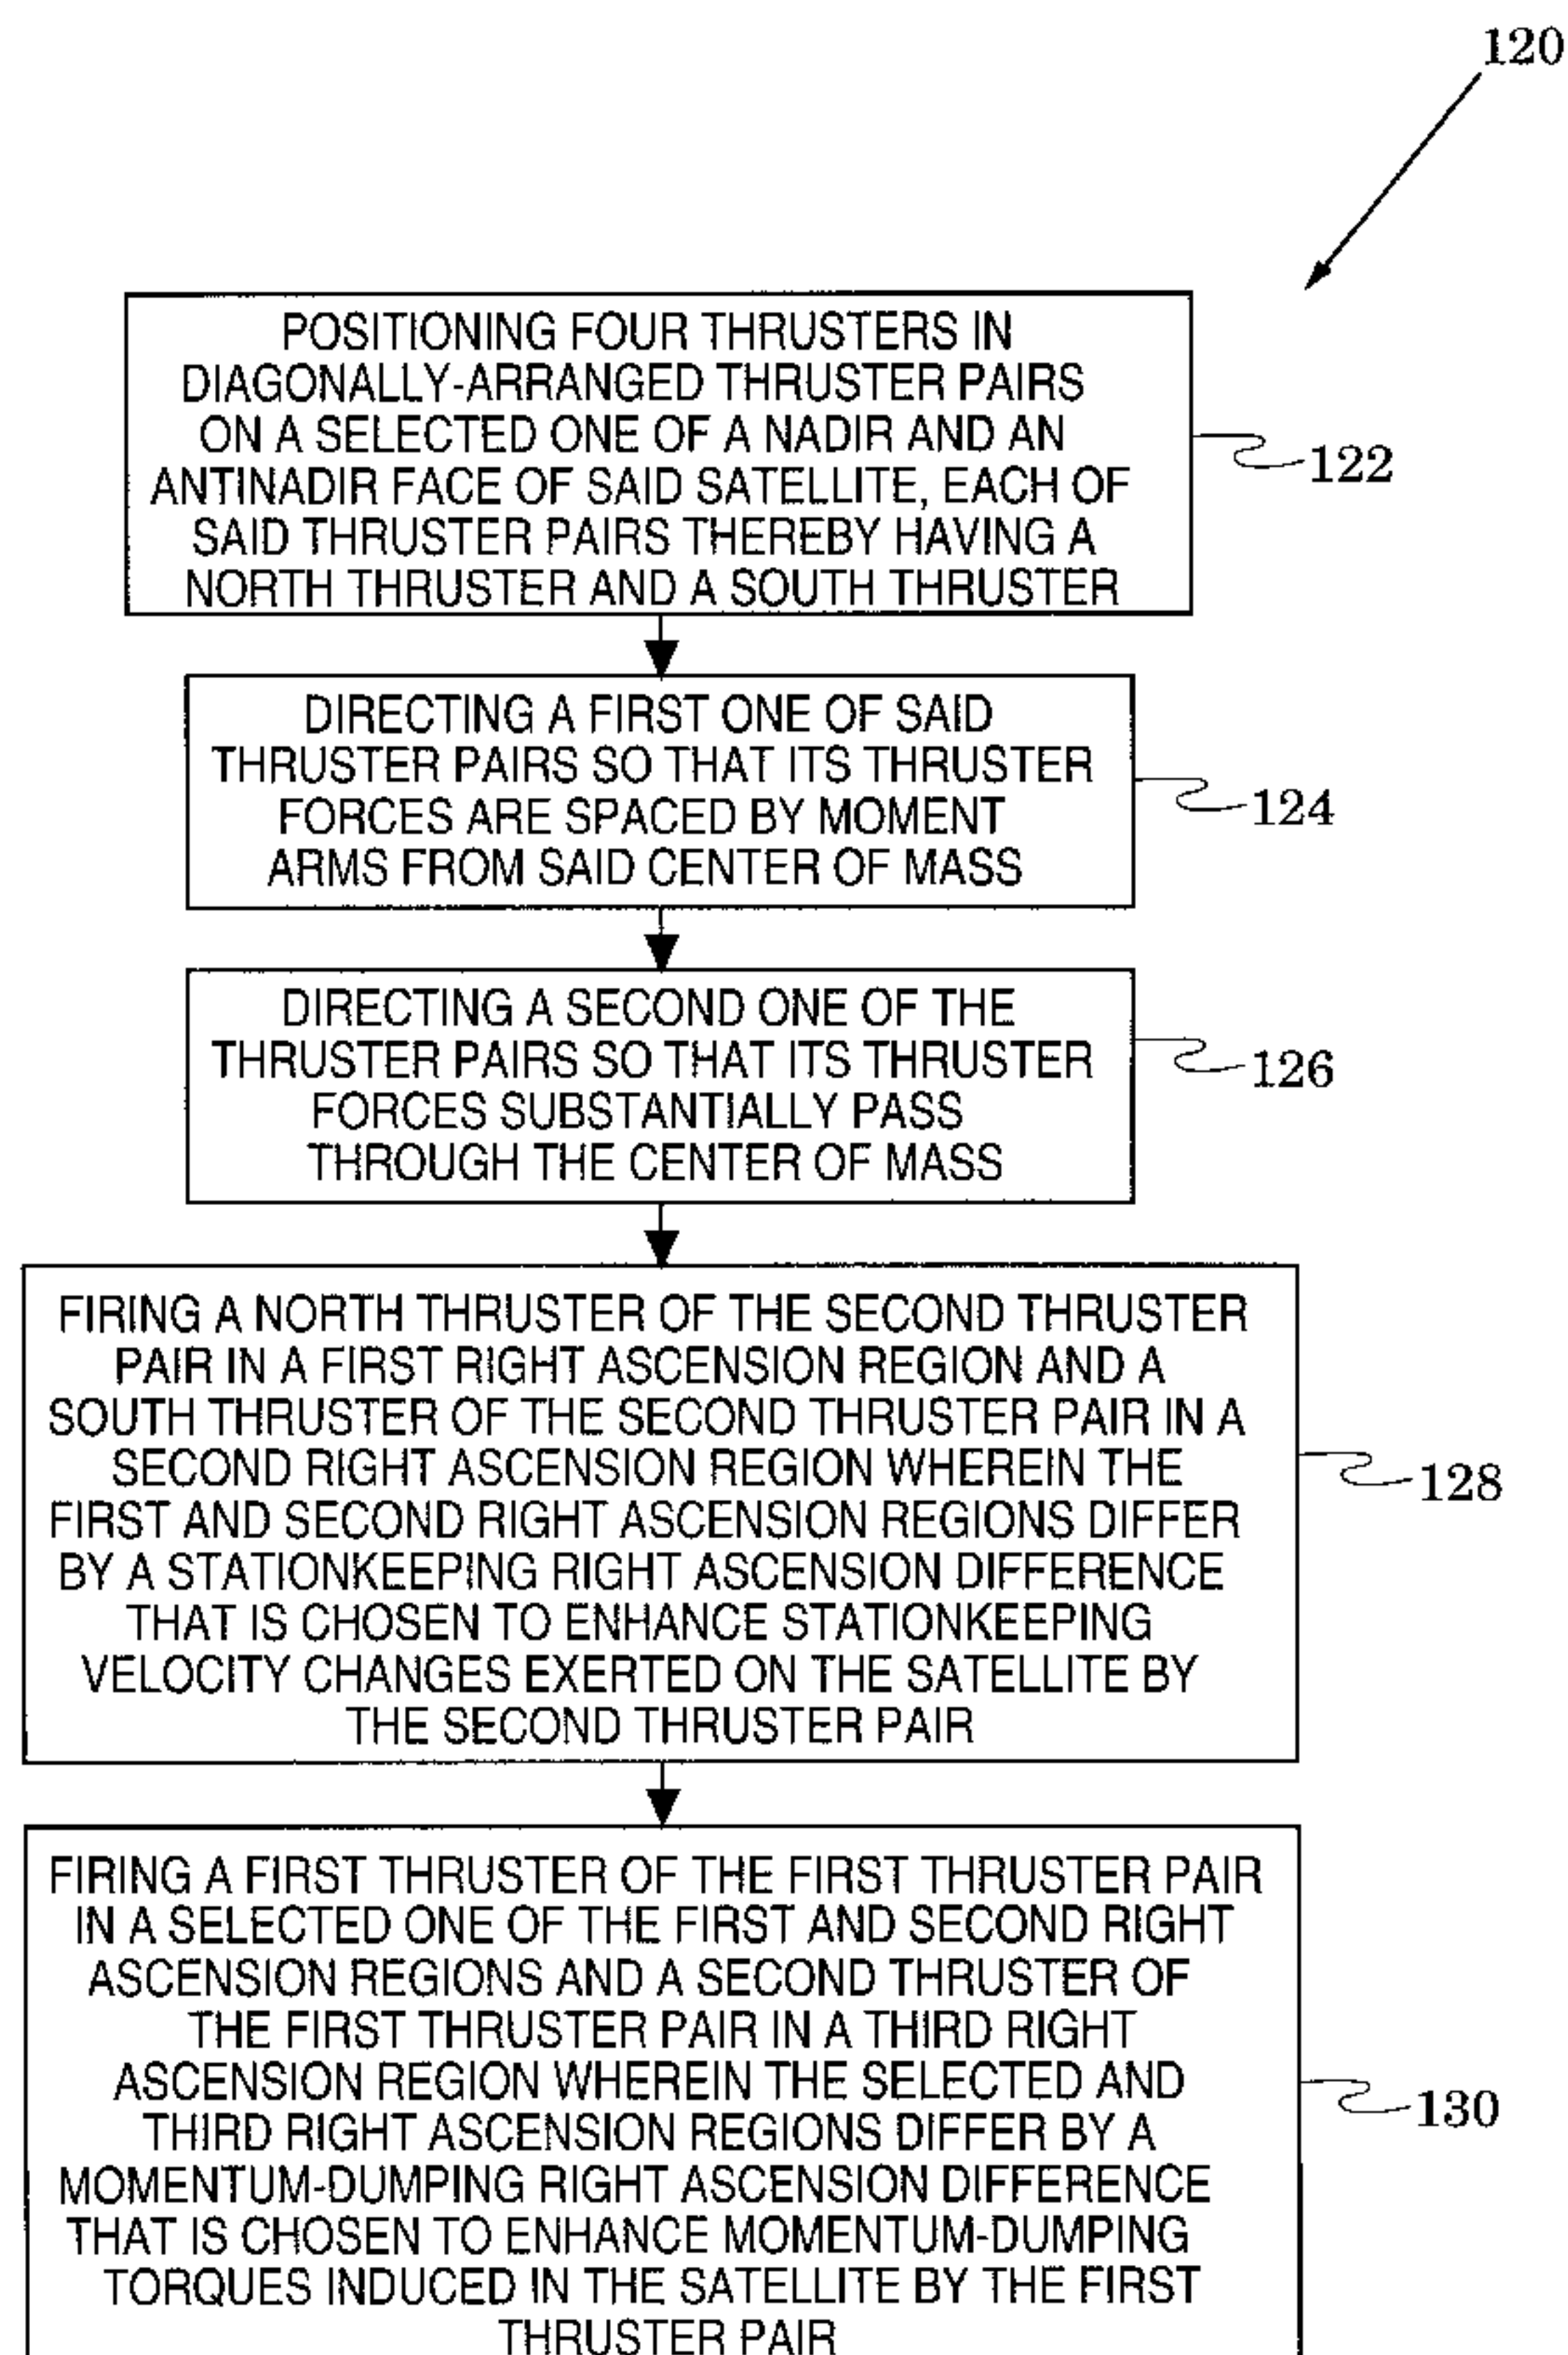 120
POSITIONING FOUR THRUSTERS IN
DIAGONALLY-ARRANGED THRUSTER PAIRS
ON A SELECTED ONE OF A NADIR AND AN
ANTINADIR FACE OF SAID SATELLITE, EACH OF
SAID THRUSTER PAIRS THEREBY HAVING A
NORTH THRUSTER AND A SOUTH THRUSTER
122
DIRECTING A FIRST ONE OF SAID
THRUSTER PAIRS SO THAT ITS THRUSTER
FORCES ARE SPACED BY MOMENT
ARMS FROM SAID CENTER OF MASS
124
DIRECTING A SECOND ONE OF THE
THRUSTER PAIRS SO THAT ITS THRUSTER
FORCES SUBSTANTIALLY PASS
THROUGH THE CENTER OF MASS
126
FIRING A NORTH THRUSTER OF THE SECOND THRUSTER
PAIR IN A FIRST RIGHT ASCENSION REGION AND A
SOUTH THRUSTER OF THE SECOND THRUSTER PAIR IN A
SECOND RIGHT ASCENSION REGION WHEREIN THE
FIRST AND SECOND RIGHT ASCENSION REGIONS DIFFER
BY A STATIONKEEPING RIGHT ASCENSION DIFFERENCE
THAT IS CHOSEN TO ENHANCE STATIONKEEPING
VELOCITY CHANGES EXERTED ON THE SATELLITE BY
THE SECOND THRUSTER PAIR
128
FIRING A FIRST THRUSTER OF THE FIRST THRUSTER PAIR
IN A SELECTED ONE OF THE FIRST AND SECOND RIGHT
ASCENSION REGIONS AND A SECOND THRUSTER OF
THE FIRST THRUSTER PAIR IN A THIRD RIGHT
ASCENSION REGION WHEREIN THE SELECTED AND
THIRD RIGHT ASCENSION REGIONS DIFFER BY A
MOMENTUM-DUMPING RIGHT ASCENSION DIFFERENCE
THAT IS CHOSEN TO ENHANCE MOMENTUM-DUMPING
TORQUES INDUCED IN THE SATELLITE BY THE FIRST
THRUSTER PAIR
130